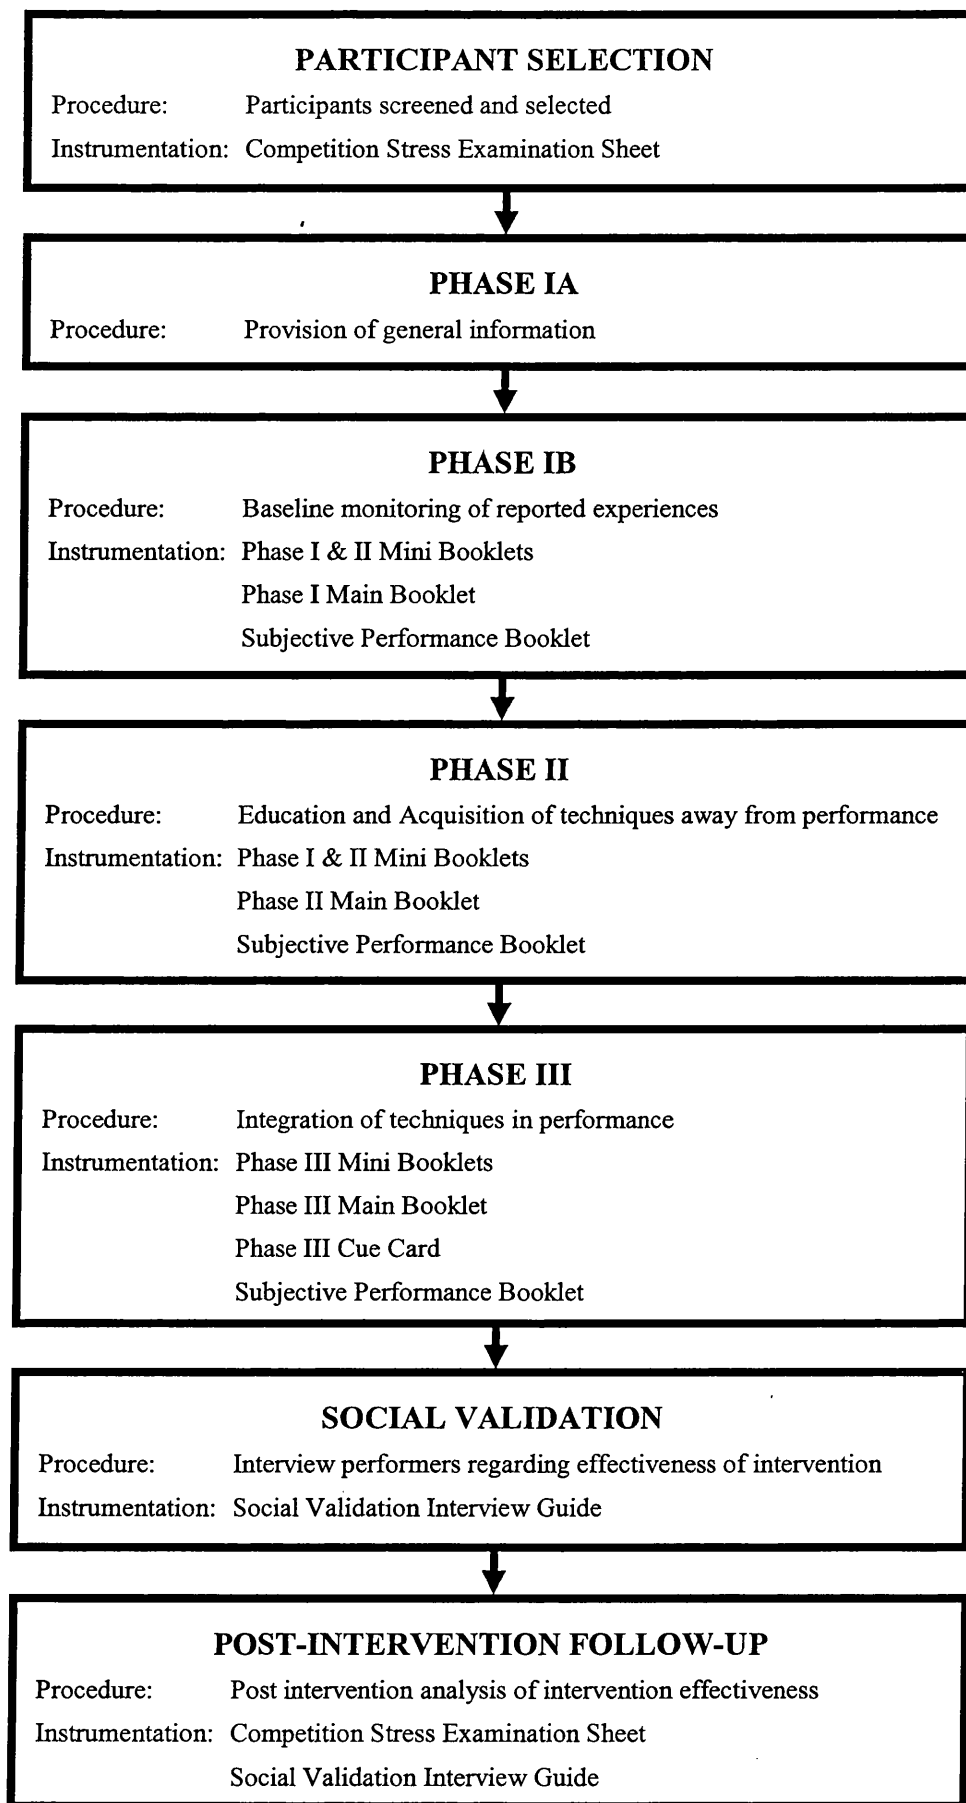 PARTICIPANT SELECTION
Procedure: Participants screened and selected
Instrumentation: Competition Stress Examination Sheet
PHASE IA
Procedure: Provision of general information
PHASE IB
Procedure: Baseline monitoring of reported experiences
Instrumentation: Phase I & II Mini Booklets
Phase I Main Booklet
Subjective Performance Booklet
PHASE II
Procedure: Education and Acquisition of techniques away from performance
Instrumentation: Phase I & II Mini Booklets
Phase II Main Booklet
Subjective Performance Booklet
PHASE III
Procedure: Integration of techniques in performance
Instrumentation: Phase III Mini Booklets
Phase III Main Booklet
Phase III Cue Card
Subjective Performance Booklet
SOCIAL VALIDATION
Procedure: Interview performers regarding effectiveness of intervention
Instrumentation: Social Validation Interview Guide
POST-INTERVENTION FOLLOW-UP
Procedure: Post intervention analysis of intervention effectiveness
Instrumentation: Competition Stress Examination Sheet
Social Validation Interview Guide